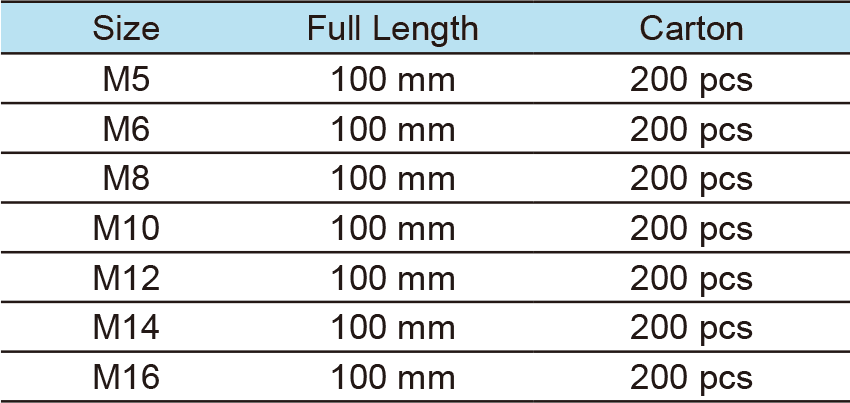 Size Full Length Carton
M5 100 mm 200 pcs
M6 100 mm 200 pcs
M8 100 mm 200 pcs
M10 100 mm 200 pcs
M12 100 mm 200 pcs
M14 100 mm 200 pcs
M16 100 mm 200 pcs